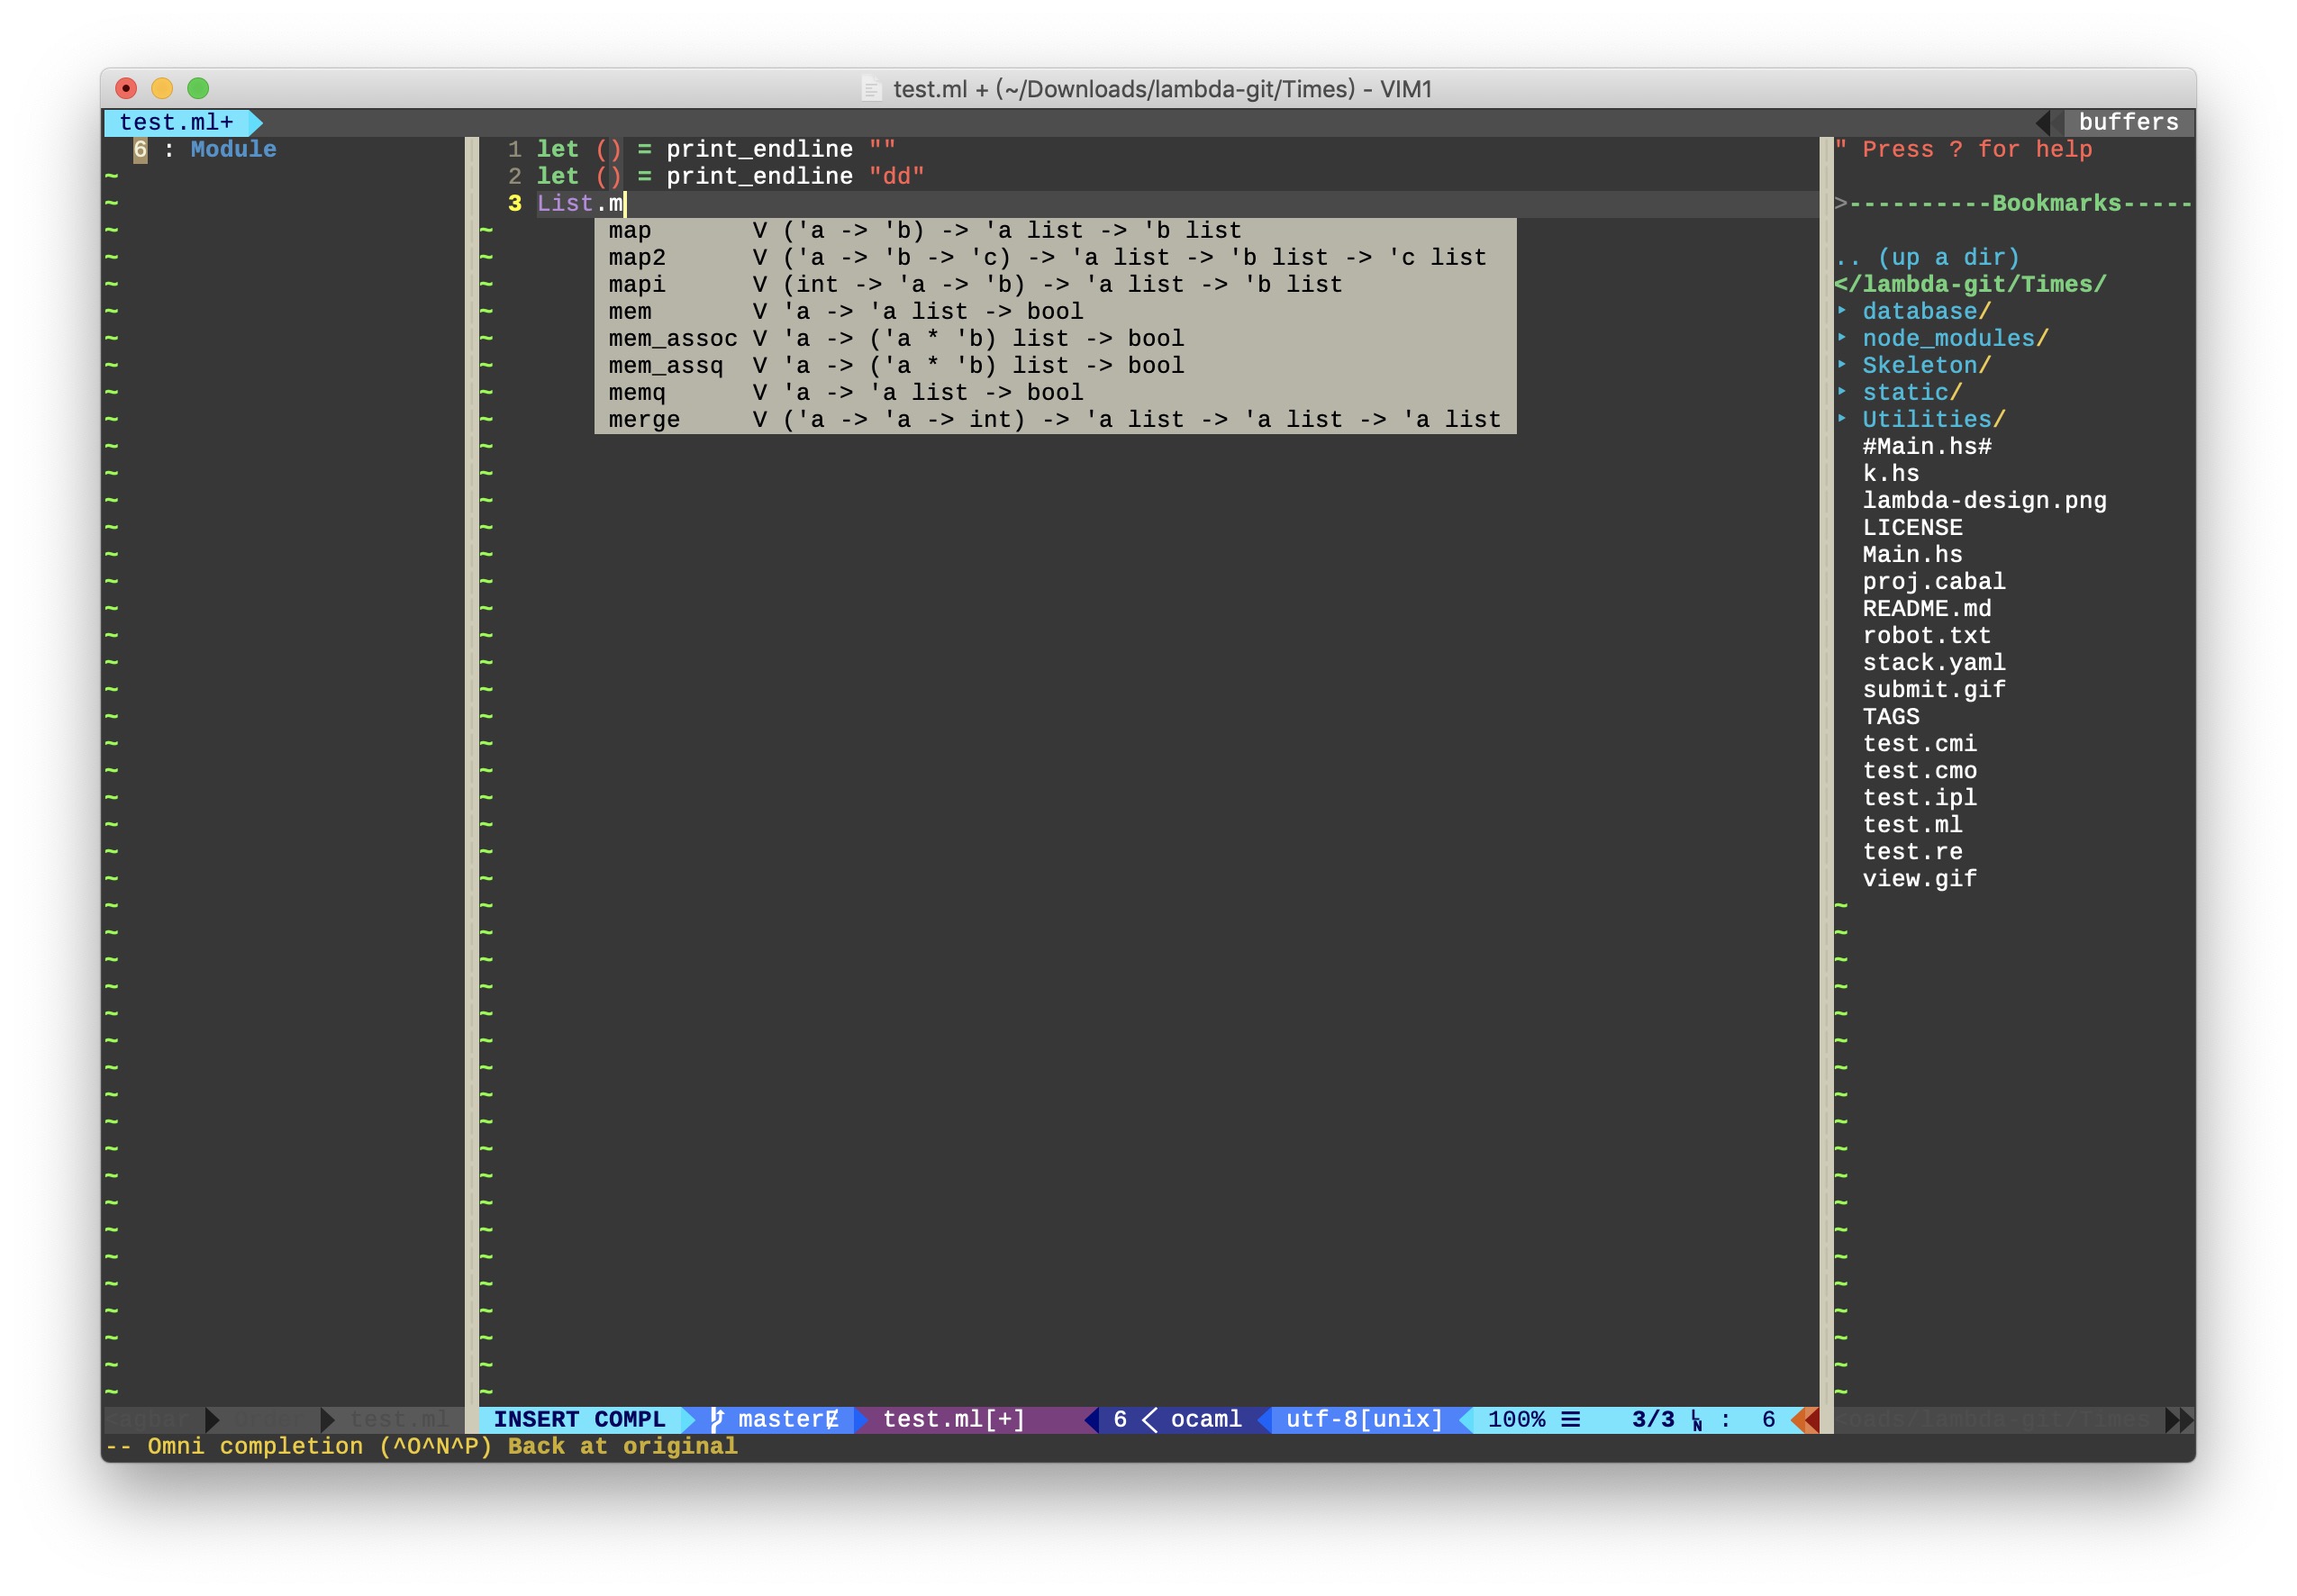 test.ml + (~/Downloads/lambda-git/Times) - VIM1
test.ml+
buffers
6 : Module
1 let () = print_endline ""
2 let () = print_endline "dd"
3 List.m
map V ('a -> 'b) -> 'a list -> 'b list
map2 V ('a -> 'b -> 'c) -> 'a list -> 'b list -> 'c list
mapi V (int -> 'a -> 'b) -> 'a list -> 'b list
mem V 'a -> 'a list -> bool
mem_assoc V 'a -> ('a * 'b) list -> bool
mem_assq V 'a -> ('a * 'b) list -> bool
memq V 'a -> 'a list -> bool
merge V ('a -> 'a -> int) -> 'a list -> 'a list -> 'a list
" Press ? for help
>----------Bookmarks-----
.. (up a dir)
</lambda-git/Times/
▸ database/
▸ node_modules/
▸ Skeleton/
▸ static/
▸ Utilities/
#Main.hs#
k.hs
lambda-design.png
LICENSE
Main.hs
proj.cabal
README.md
robot.txt
stack.yaml
submit.gif
TAGS
test.cmi
test.cmo
test.ipl
test.ml
test.re
view.gif
<agbar Order test.ml
INSERT COMPL master test.ml[+] 6 < ocaml utf-8[unix] 100% ☰ 3/3 : 6
<oads/lambda-git/Times
-- Omni completion (^O^N^P) Back at original